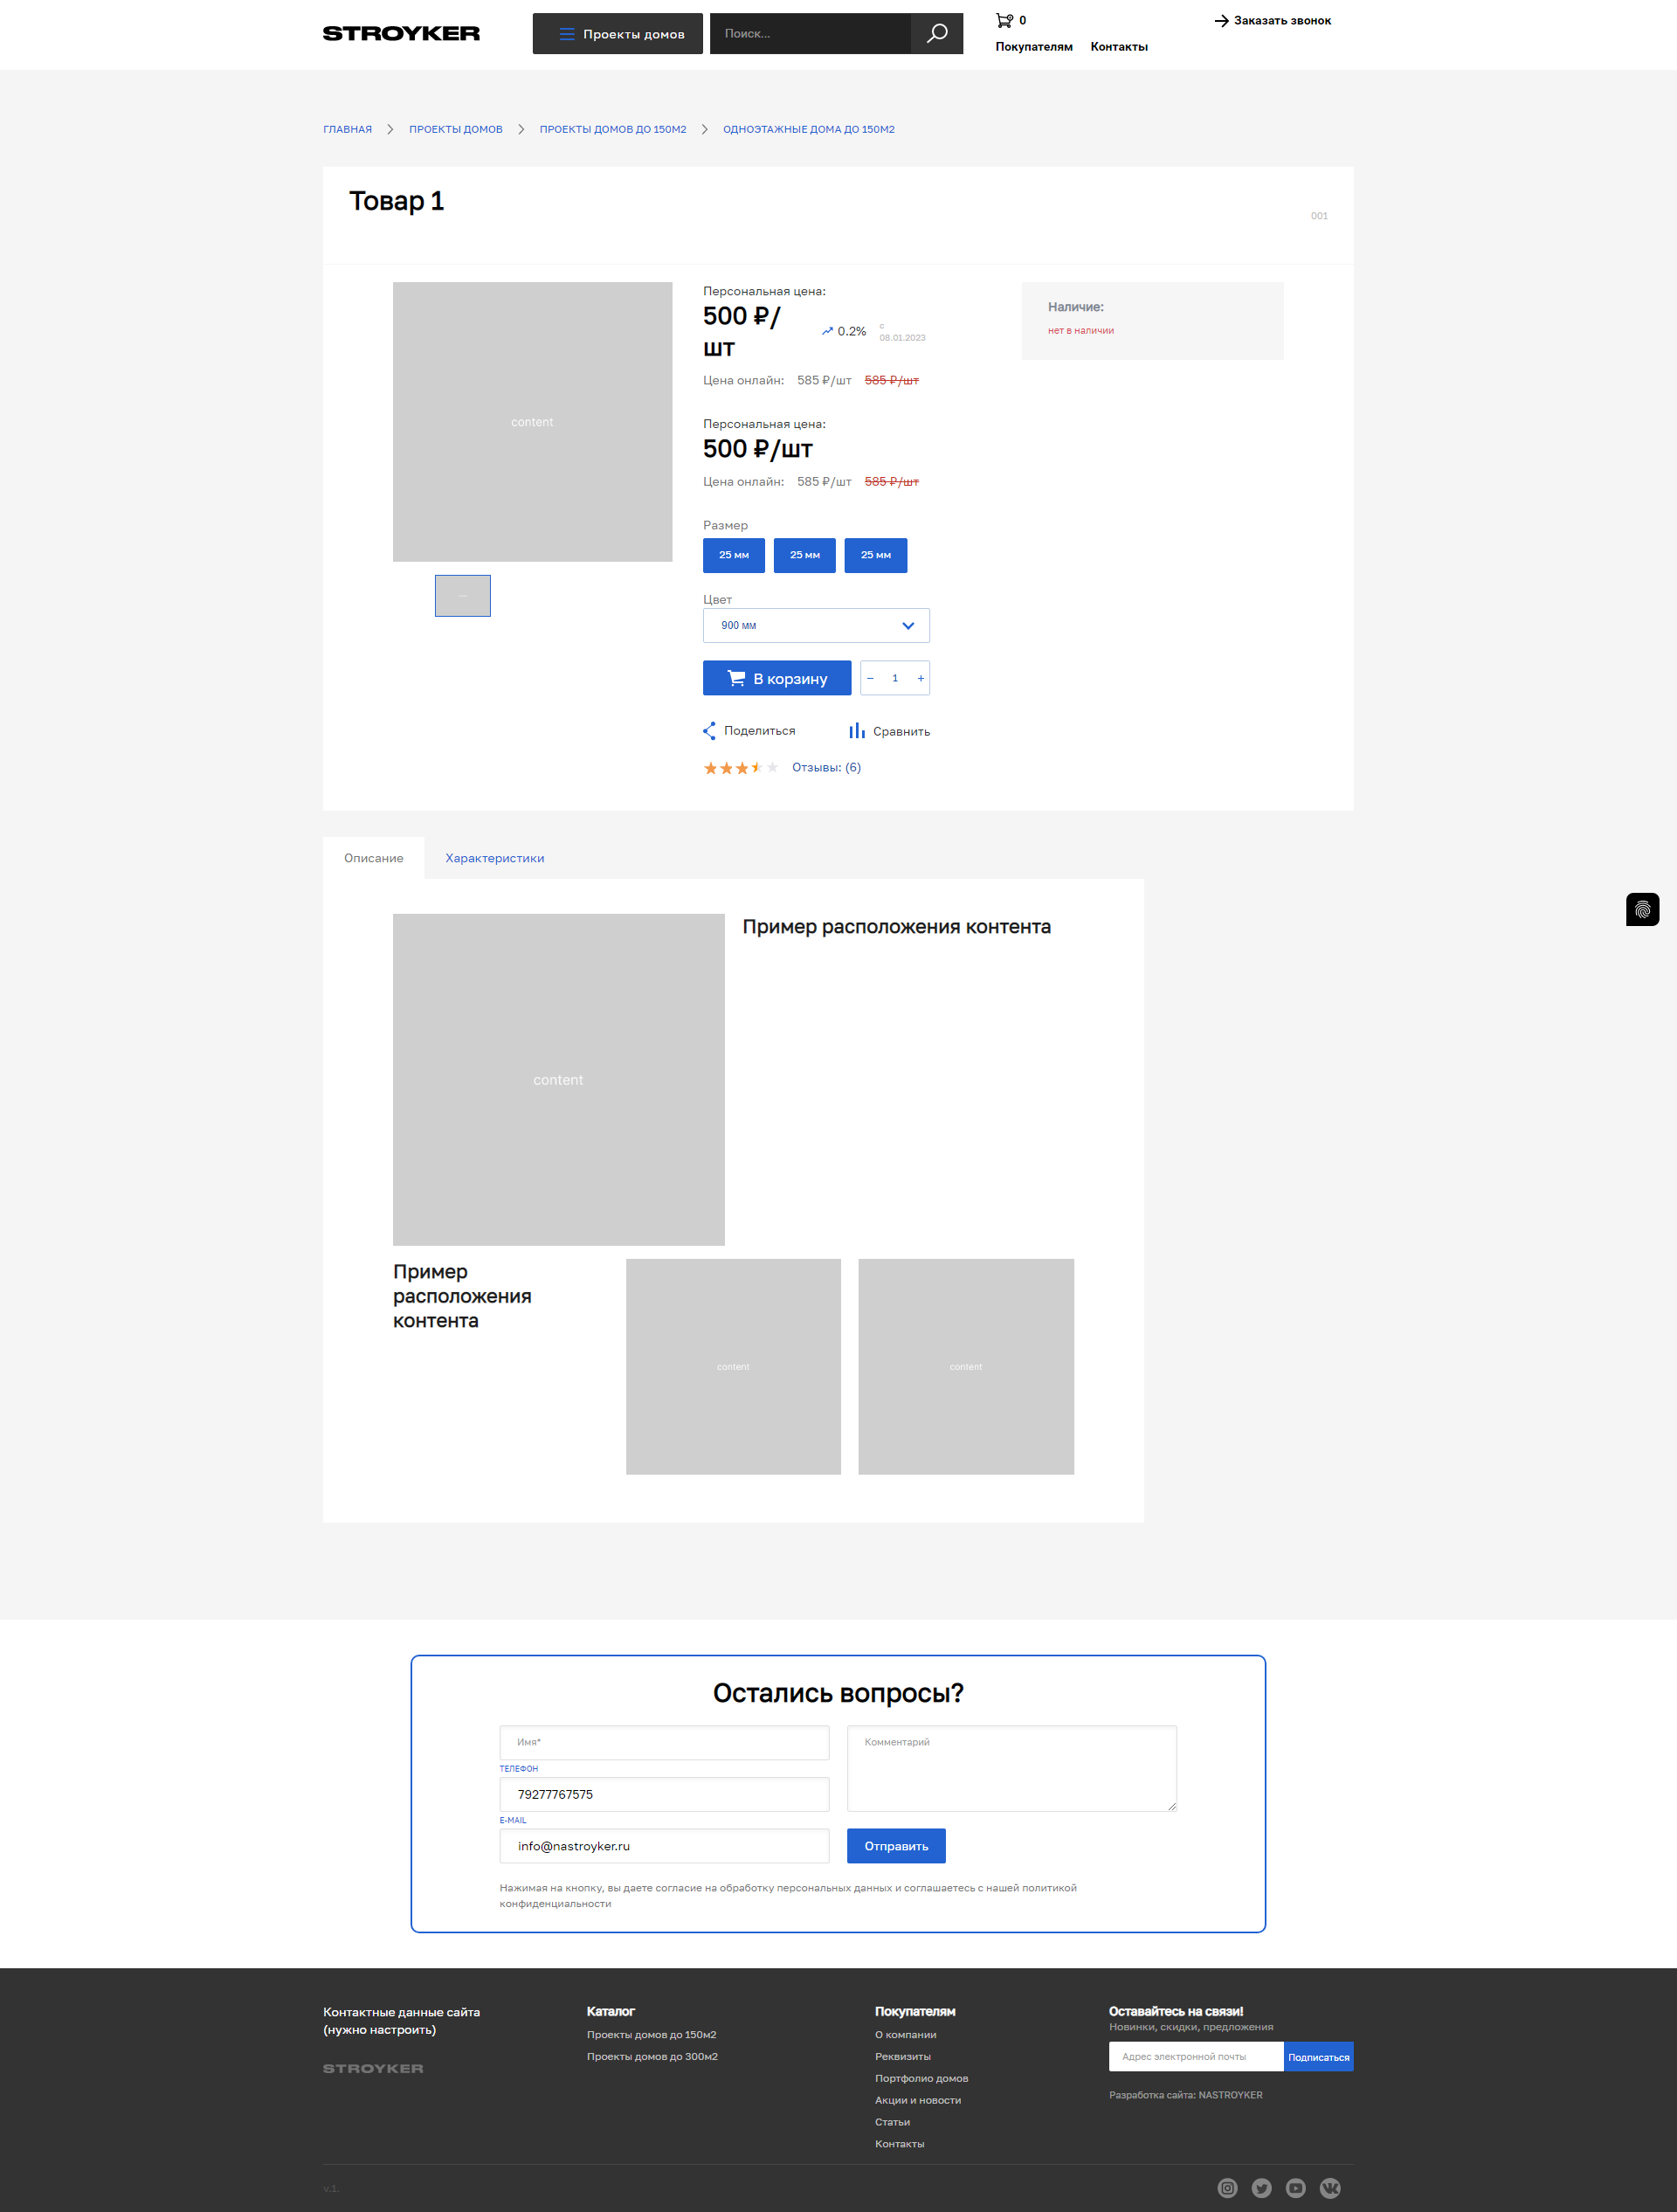 STROYKER
Проекты домов
Поиск...
0
Заказать звонок
Покупателям Контакты
ГЛАВНАЯ
ПРОЕКТЫ ДОМОВ
ПРОЕКТЫ ДОМОВ ДО 150М2
ОДНОЭТАЖНЫЕ ДОМА ДО 150М2
Товар 1
001
content
Персональная цена:
500 ₽/
шт
0.2%
с
08.01.2023
Цена онлайн: 585 ₽/шт 585 ₽/шт
Персональная цена:
500 ₽/шт
Цена онлайн: 585 ₽/шт 585 ₽/шт
Размер
25 мм 25 мм 25 мм
Цвет
900 мм
В корзину
− 1 +
Поделиться Сравнить
Отзывы: (6)
Наличие:
нет в наличии
Описание Характеристики
content
Пример расположения контента
Пример
расположения
контента
content
content
Остались вопросы?
Имя*
ТЕЛЕФОН
79277767575
E-MAIL
info@nastroyker.ru
Комментарий
Отправить
Нажимая на кнопку, вы даете согласие на обработку персональных данных и соглашаетесь с нашей политикой
конфиденциальности
Контактные данные сайта
(нужно настроить)
STROYKER
Каталог
Проекты домов до 150м2
Проекты домов до 300м2
Покупателям
О компании
Реквизиты
Портфолио домов
Акции и новости
Статьи
Контакты
Оставайтесь на связи!
Новинки, скидки, предложения
Адрес электронной почты
Подписаться
Разработка сайта: NASTROYKER
v.1.